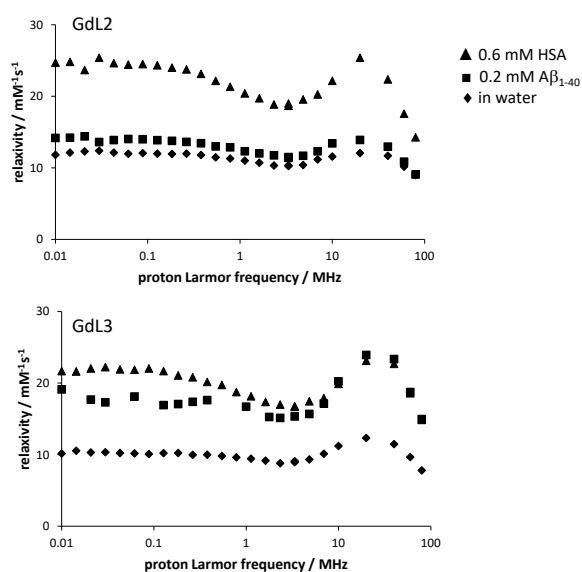 GdL2
30
20
10
0
relaxivity / mM⁻¹s⁻¹
0.01 0.1 1 10 100
proton Larmor frequency / MHz
0.6 mM HSA
0.2 mM Aβ₁₋₄₀
in water
GdL3
30
20
10
0
relaxivity / mM⁻¹s⁻¹
0.01 0.1 1 10 100
proton Larmor frequency / MHz